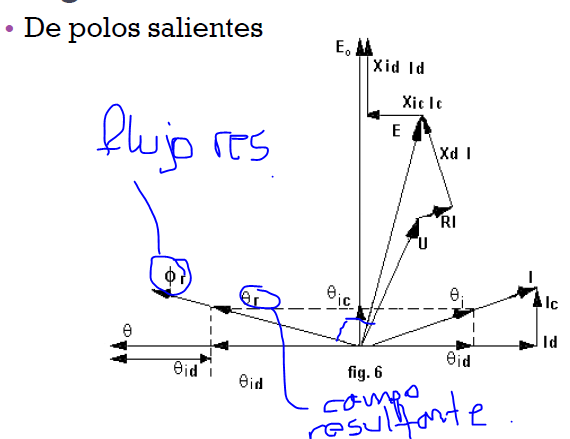 • De polos salientes
E₀
Xid Id
Xic Ic
E
Xd I
RI
U
flujo res.
ϕr
θr
θic
θi
I
Ic
θ
Id
θid
θid
θid
fig. 6
campo
resultante.